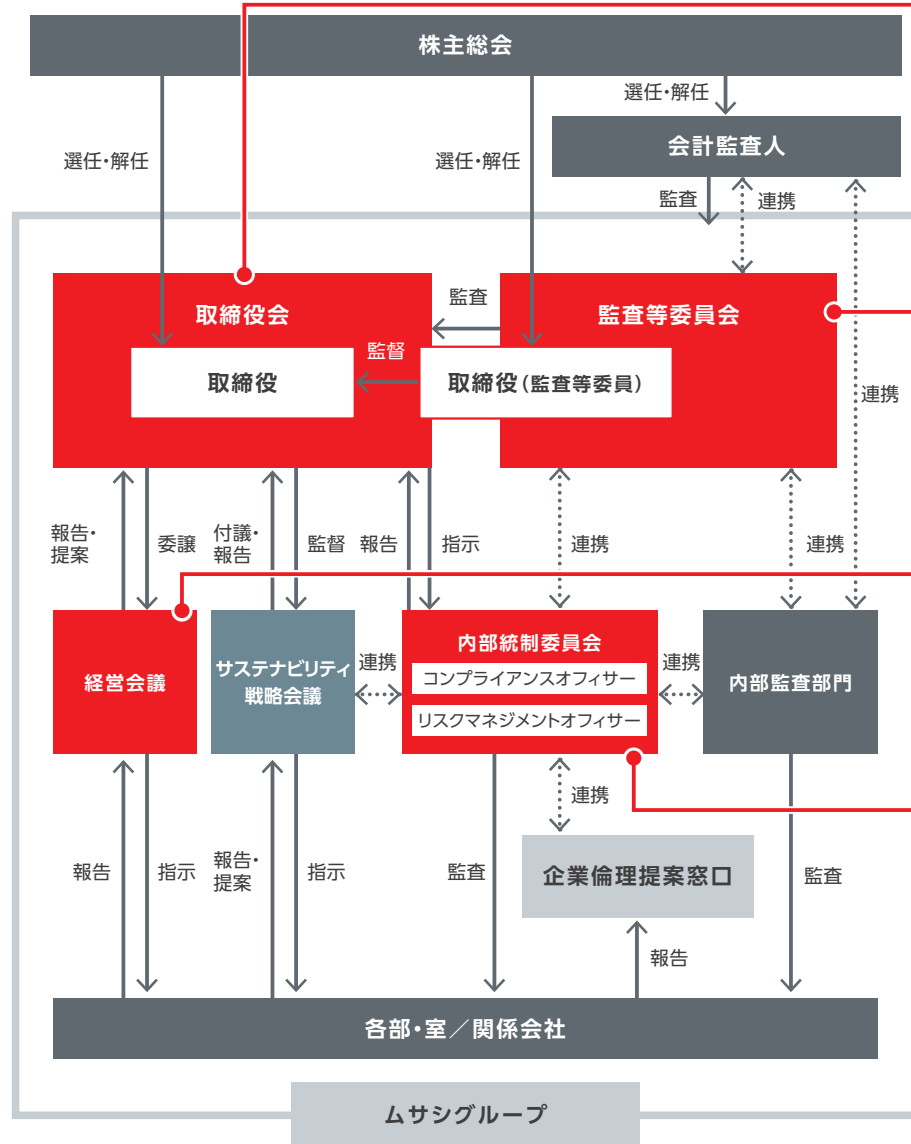 株主総会
選任・解任
選任・解任
選任・解任
会計監査人
監査
連携
取締役会
監査
監査等委員会
取締役
監督
取締役（監査等委員）
連携
報告・
提案
委譲
付議・
報告
監督
報告
指示
連携
連携
経営会議
サステナビリティ
戦略会議
連携
内部統制委員会
コンプライアンスオフィサー
リスクマネジメントオフィサー
連携
内部監査部門
連携
報告
指示
報告・
提案
指示
監査
企業倫理提案窓口
監査
報告
各部・室／関係会社
ムサシグループ